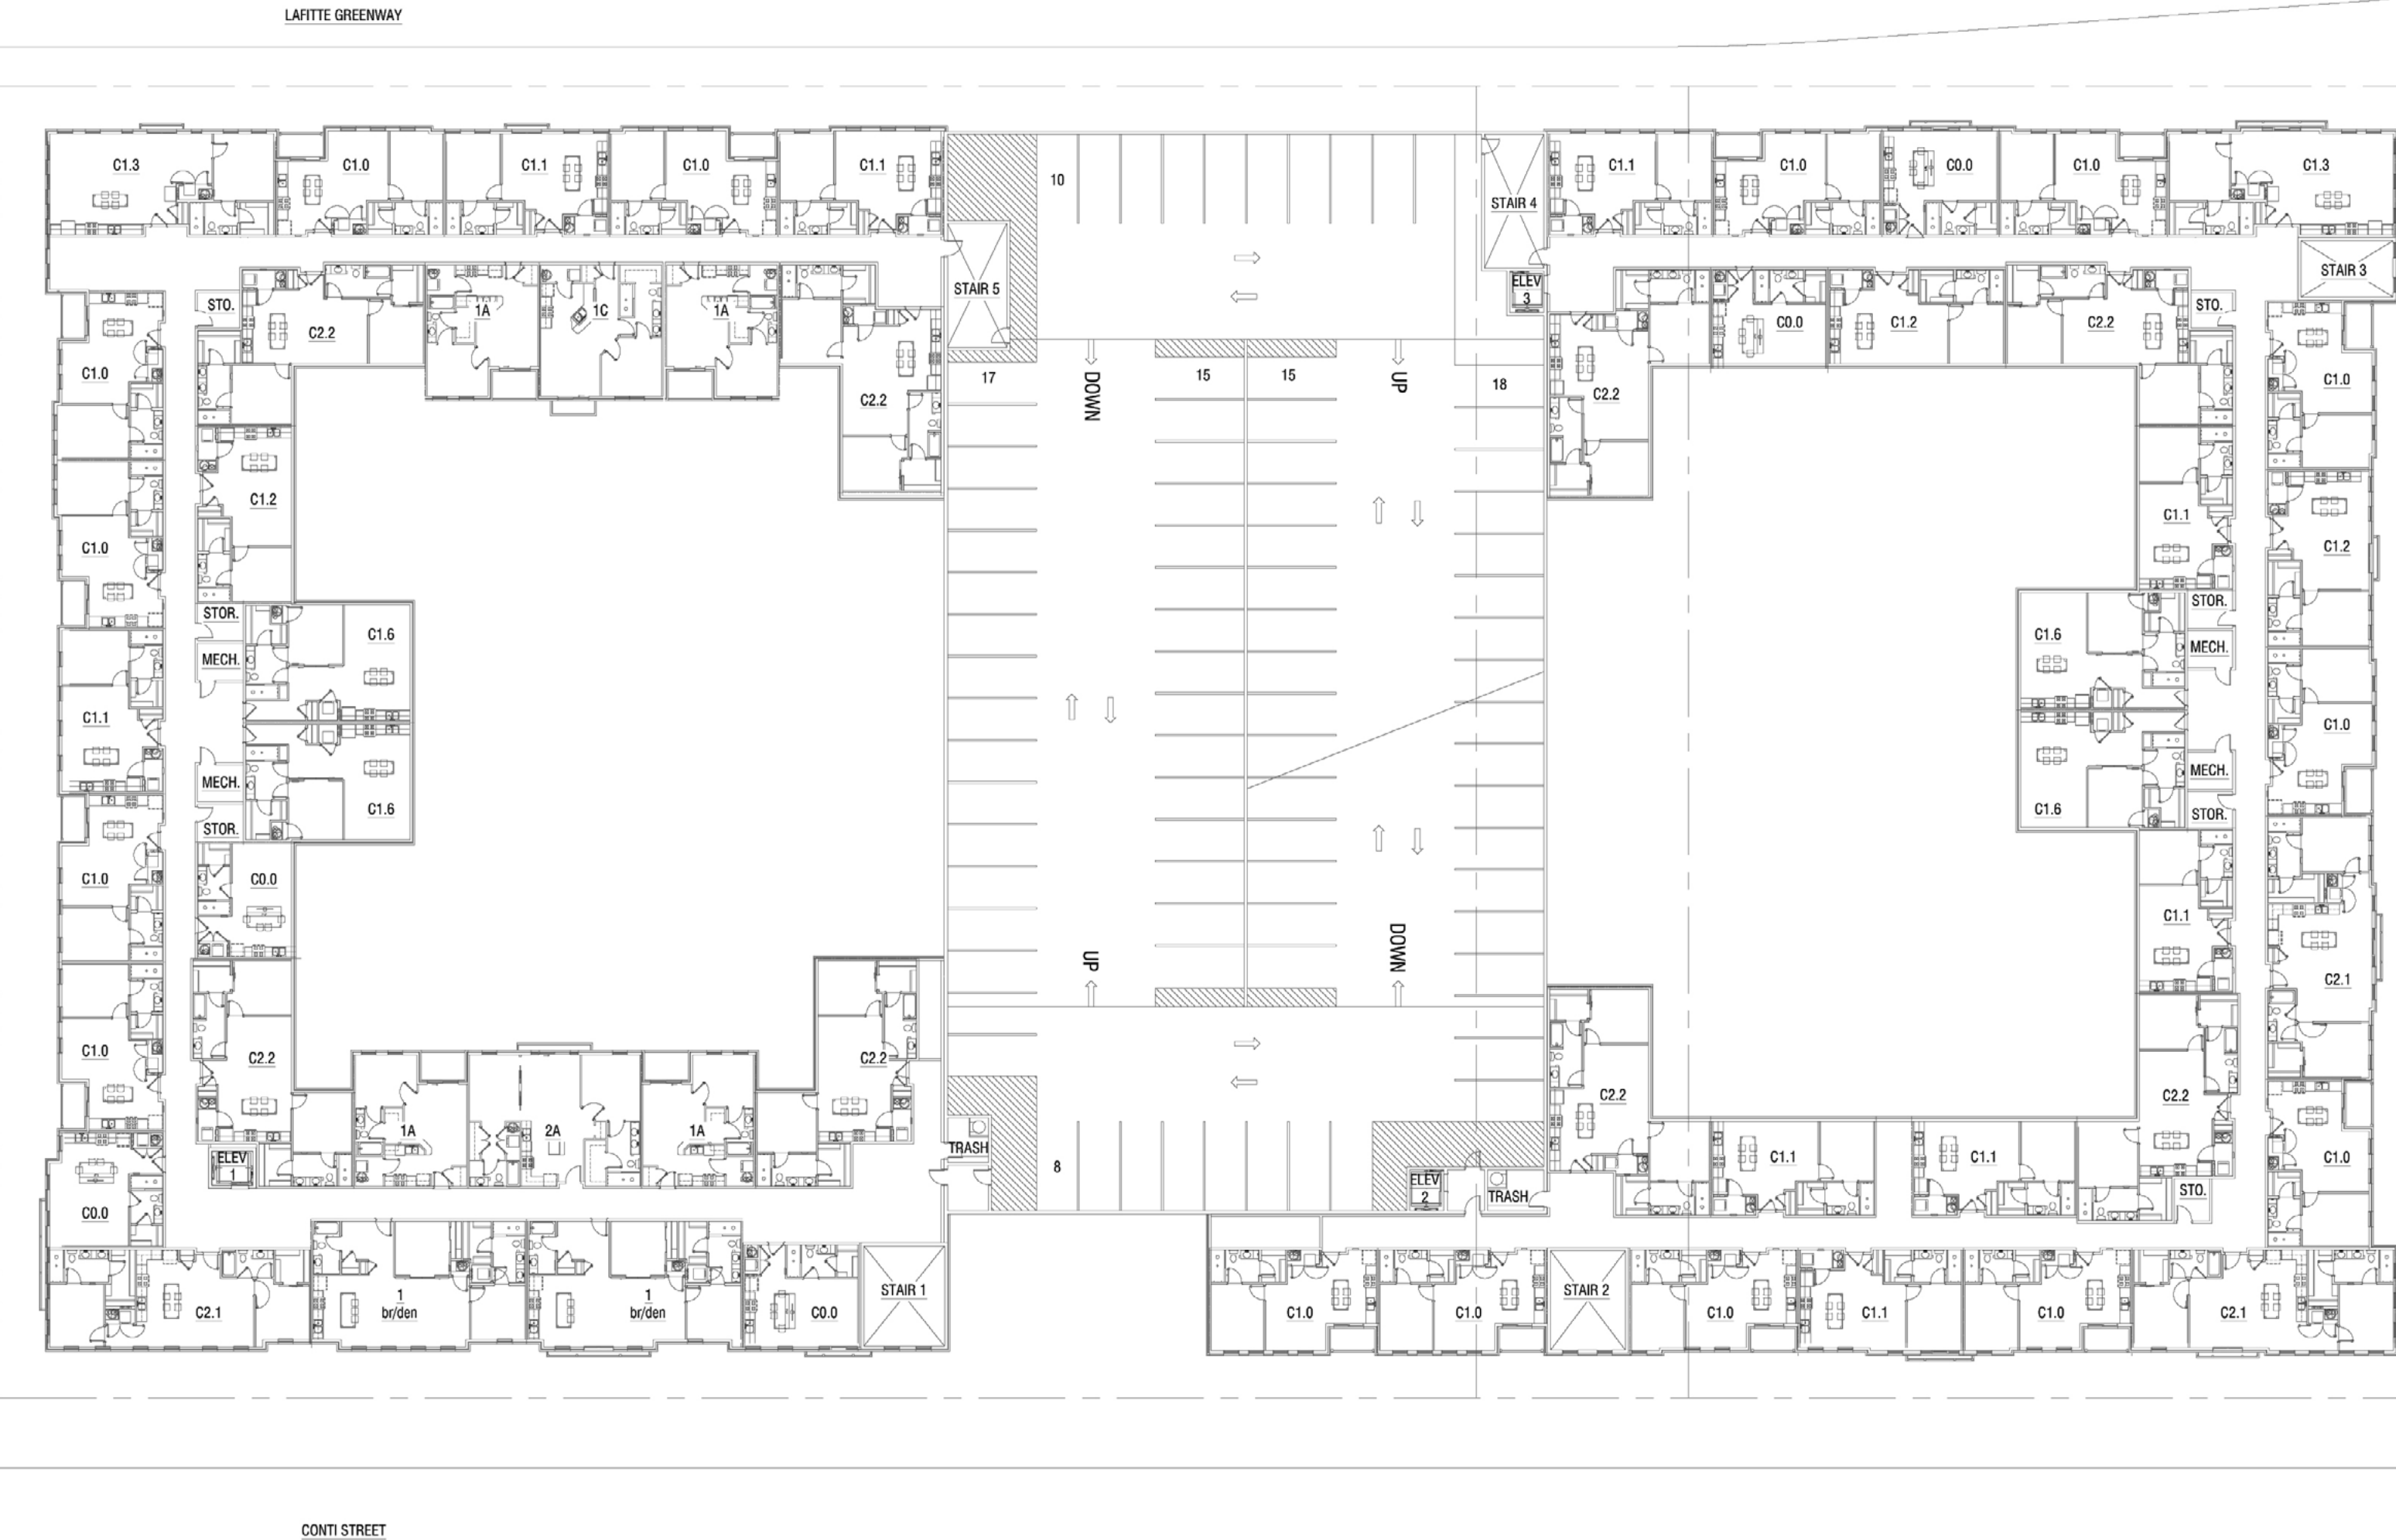 LAFITTE GREENWAY
C1.3
C1.0
C1.1
C1.0
C1.1
10
STAIR 4
C1.1
C1.0
C0.0
C1.0
C1.3
STO.
C2.2
1A
1C
1A
STAIR 5
ELEV
3
C0.0
C1.2
C2.2
STO.
STAIR 3
C1.0
C2.2
17
DOWN
15
15
UP
18
C2.2
C1.0
C1.2
C1.1
C1.0
C1.2
STOR.
C1.6
MECH.
C1.6
STOR.
MECH.
C1.1
C1.0
MECH.
C1.6
STOR.
C1.6
MECH.
STOR.
C1.0
C0.0
C1.1
UP
DOWN
C2.1
C1.0
C2.2
C2.2
C2.2
C2.2
1A
2A
1A
TRASH
ELEV
1
8
ELEV
2
TRASH
C1.1
C1.1
STO.
C1.0
C0.0
C2.1
1
br/den
1
br/den
C0.0
STAIR 1
C1.0
C1.0
STAIR 2
C1.0
C1.1
C1.0
C2.1
CONTI STREET